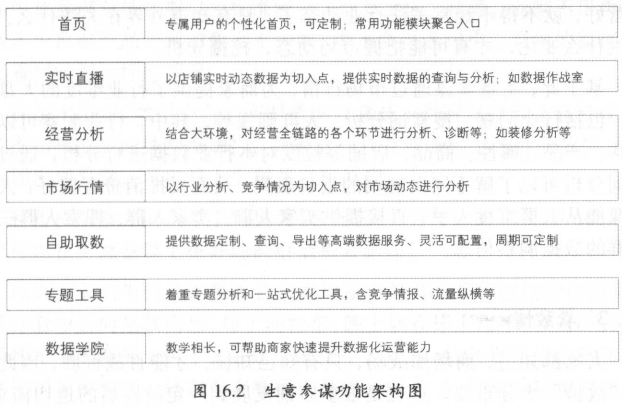 首页
专属用户的个性化首页，可定制；常用功能模块聚合入口
实时直播
以店铺实时动态数据为切入点，提供实时数据的查询与分析；如数据作战室
经营分析
结合大环境，对经营全链路的各个环节进行分析、诊断等；如装修分析等
市场行情
以行业分析、竞争情况为切入点，对市场动态进行分析
自助取数
提供数据定制、查询、导出等高端数据服务、灵活可配置，周期可定制
专题工具
着重专题分析和一站式优化工具，含竞争情报、流量纵横等
数据学院
教学相长，可帮助商家快速提升数据化运营能力
图 16.2 生意参谋功能架构图